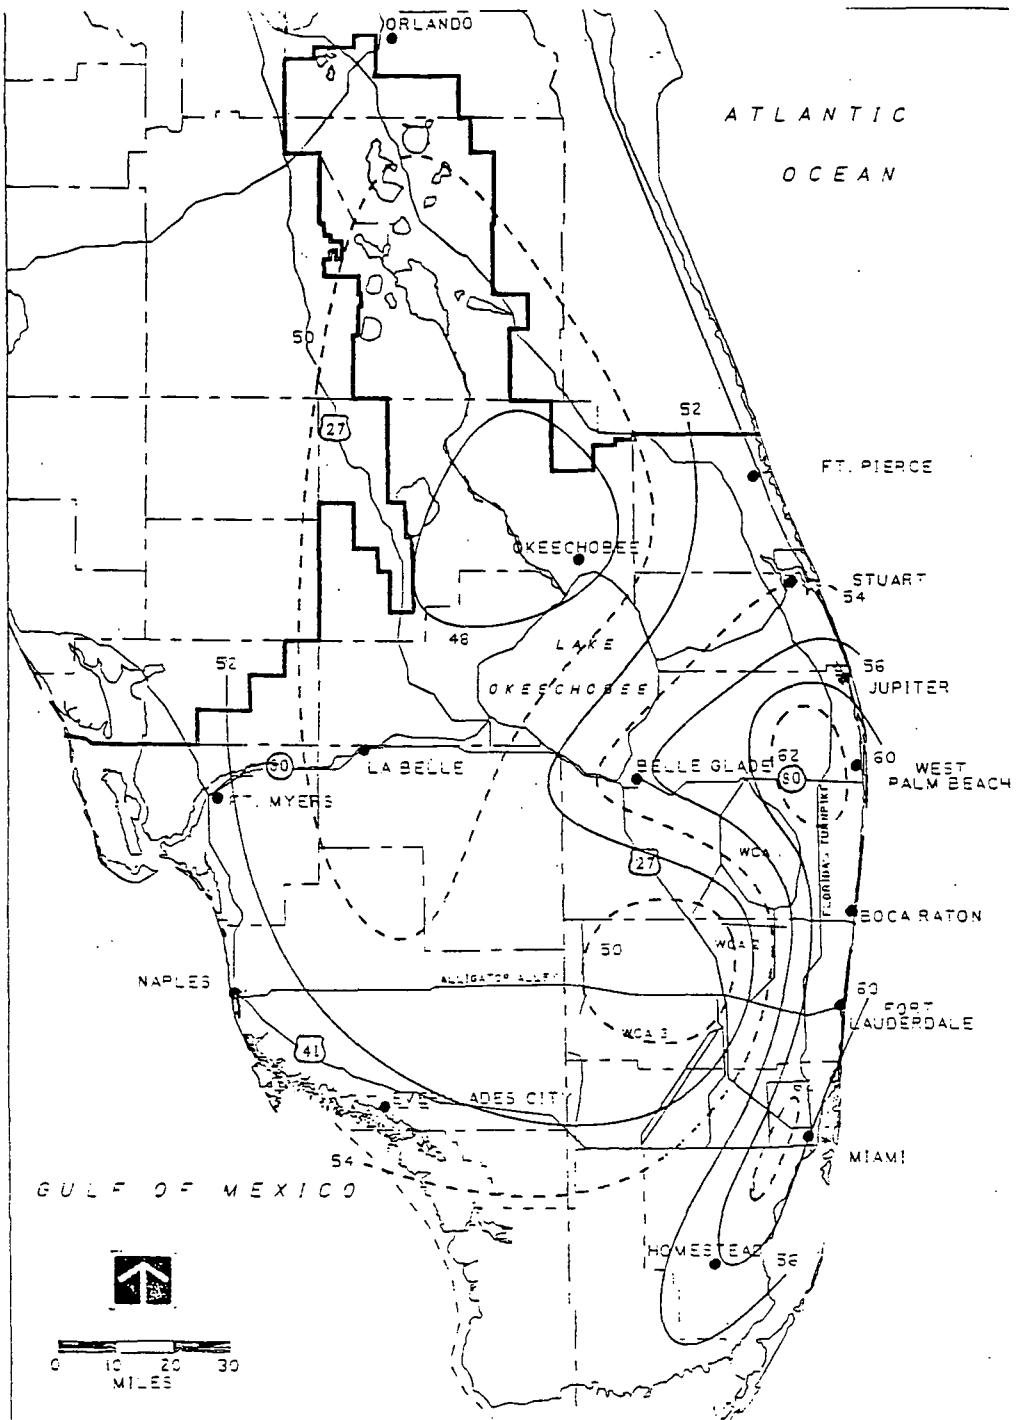 ORLANDO
ATLANTIC
OCEAN
50
27
52
FT. PIERCE
OKEECHOBEE
STUART
54
48
LAKE
OKEECHOBEE
52
56
JUPITER
60
WEST
PALM BEACH
62
80
BELLE GLADE
LA BELLE
80
FT. MYERS
FLORIDAS TURNPIKE
WCA
27
BOCA RATON
WCA 2
50
NAPLES
ALLIGATOR ALLEY
60
FORT
LAUDERDALE
WCA 3
41
ADES CITY
MIAMI
54
GULF OF MEXICO
HOMESTEAD
56
0 10 20 30
MILES